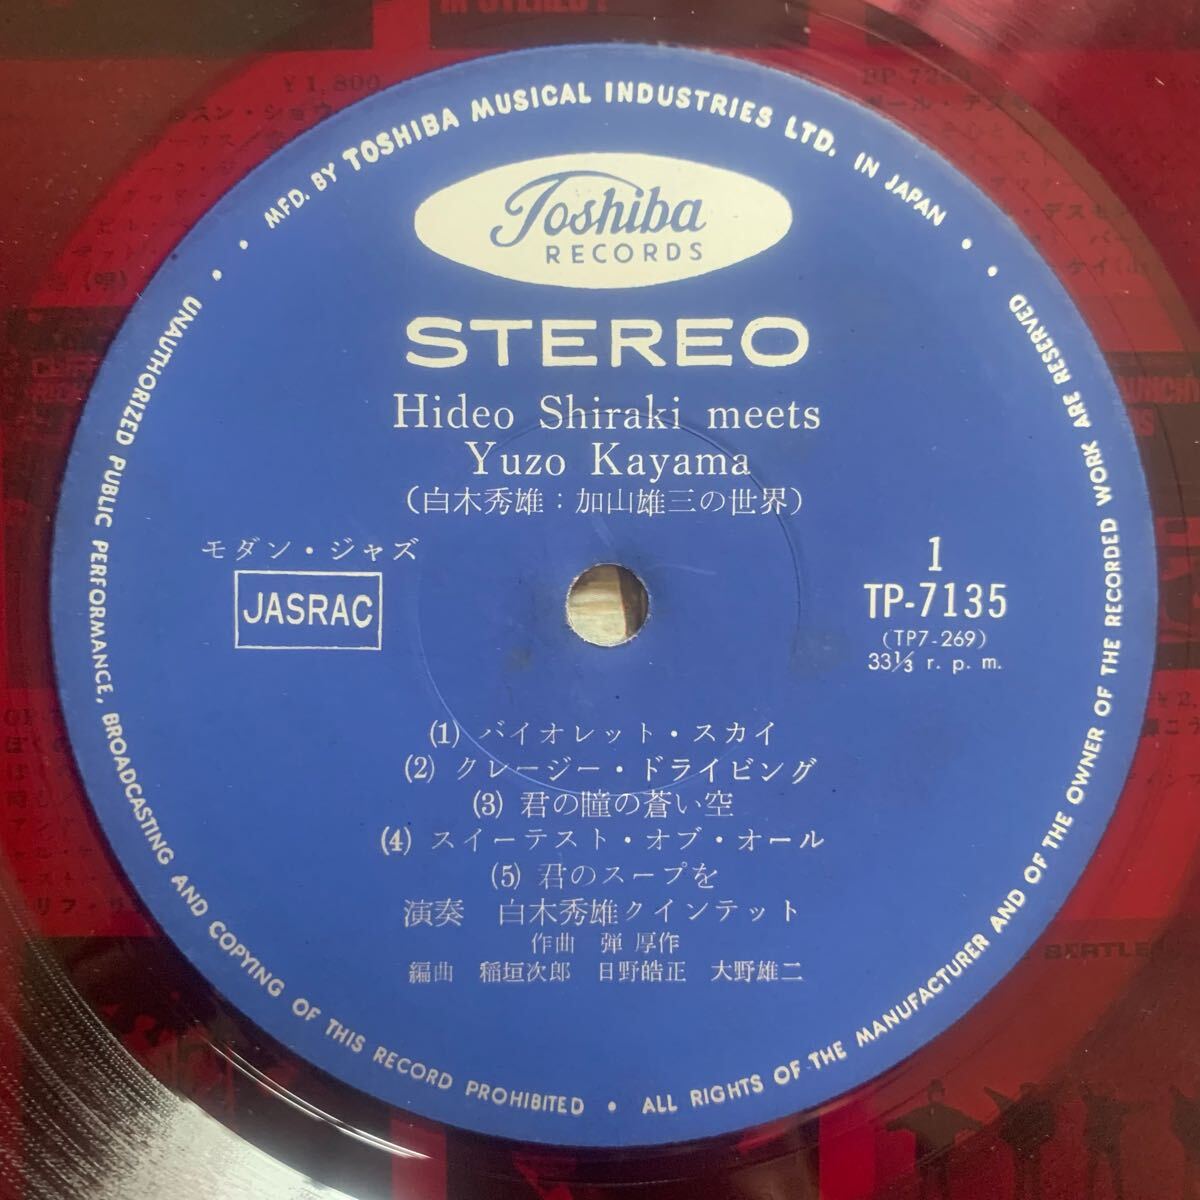 MFD. BY TOSHIBA MUSICAL INDUSTRIES LTD. IN JAPAN
Toshiba
RECORDS
STEREO
Hideo Shiraki meets
Yuzo Kayama
(白木秀雄:加山雄三の世界)
モダン・ジャズ
JASRAC
1
TP-7135
(TP7-269)
33⅓ r. p. m.
(1) バイオレット・スカイ
(2) クレージー・ドライビング
(3) 君の瞳の蒼い空
(4) スイーテスト・オブ・オール
(5) 君のスープを
演奏 白木秀雄クインテット
作曲 弾 厚作
編曲 稲垣次郎 日野皓正 大野雄二
UNAUTHORIZED PUBLIC PERFORMANCE, BROADCASTING AND COPYING OF THIS RECORD PROHIBITED • ALL RIGHTS OF THE MANUFACTURER AND OF THE OWNER OF THE RECORDED WORK ARE RESERVED
IN STEREO!
¥1,800